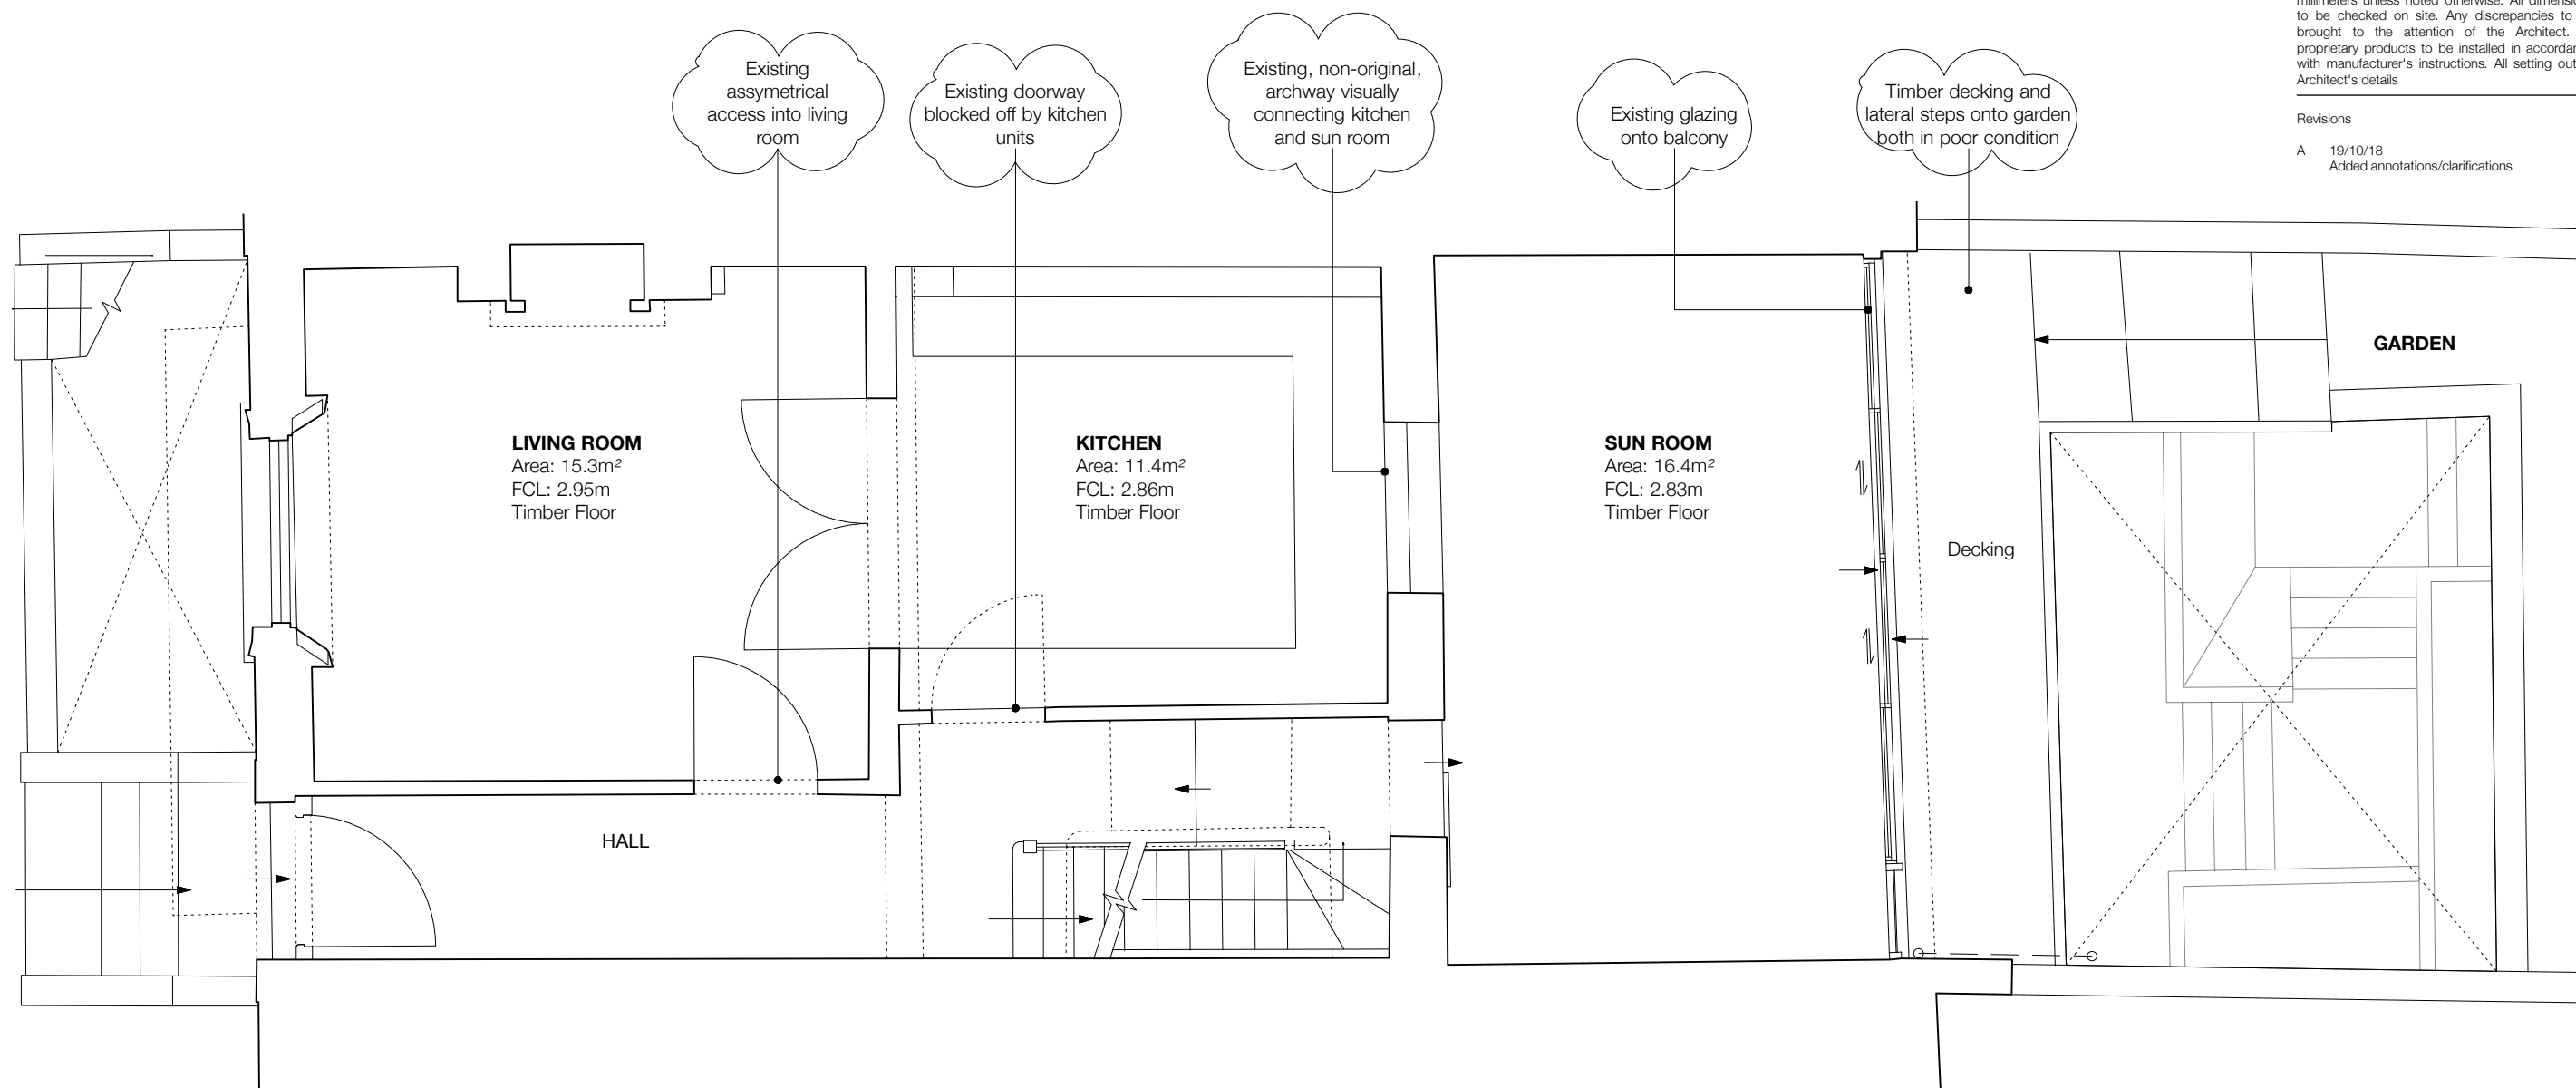 Existing
assymetrical
access into living
room
Existing doorway
blocked off by kitchen
units
Existing, non-original,
archway visually
connecting kitchen
and sun room
Existing glazing
onto balcony
Timber decking and
lateral steps onto garden
both in poor condition
millimeters unless noted otherwise. All
to be checked on site. Any discrepancies to
brought to the attention of the Architect.
proprietary products to be installed in
with manufacturer's instructions. All setting out
Architect's details
Revisions
A 19/10/18
Added annotations/clarifications
LIVING ROOM
Area: 15.3m²
FCL: 2.95m
Timber Floor
KITCHEN
Area: 11.4m²
FCL: 2.86m
Timber Floor
SUN ROOM
Area: 16.4m²
FCL: 2.83m
Timber Floor
GARDEN
Decking
HALL